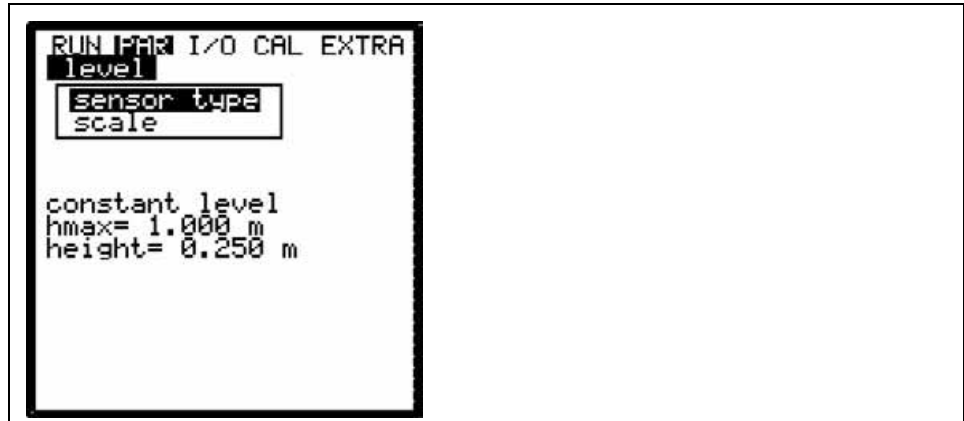 RUN PAR I/O CAL EXTRA
level
sensor type
scale
constant level
hmax= 1.000 m
height= 0.250 m